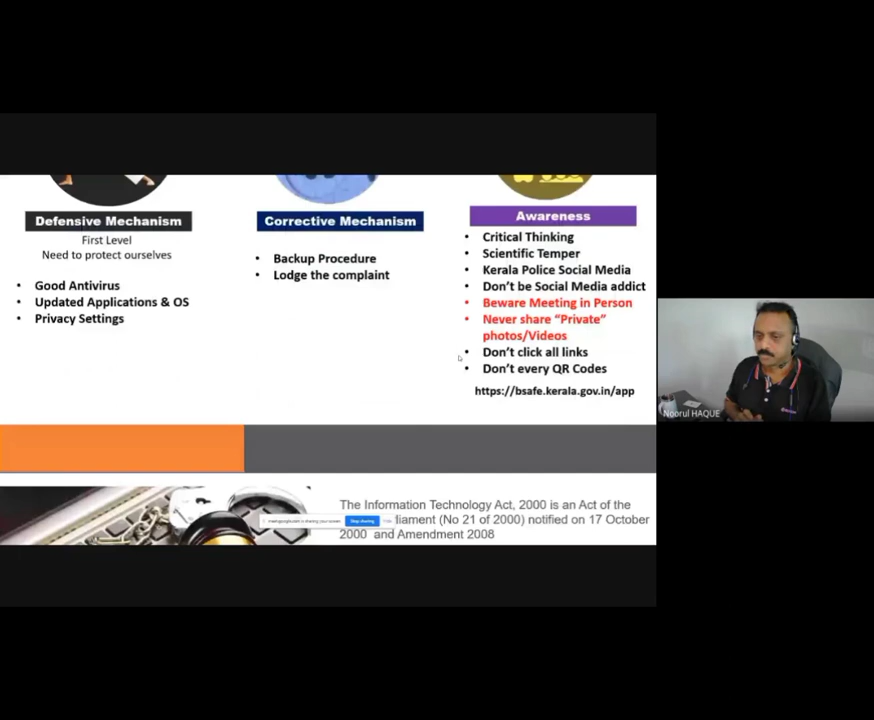 Defensive Mechanism
First Level
Need to protect ourselves
• Good Antivirus
• Updated Applications & OS
• Privacy Settings
Corrective Mechanism
• Backup Procedure
• Lodge the complaint
Awareness
• Critical Thinking
• Scientific Temper
• Kerala Police Social Media
• Don't be Social Media addict
• Beware Meeting in Person
• Never share "Private"
photos/Videos
• Don't click all links
• Don't every QR Codes
https://bsafe.kerala.gov.in/app
Noorul HAQUE
The Information Technology Act, 2000 is an Act of the
liament (No 21 of 2000) notified on 17 October
2000 and Amendment 2008
is sharing your screen. Stop sharing